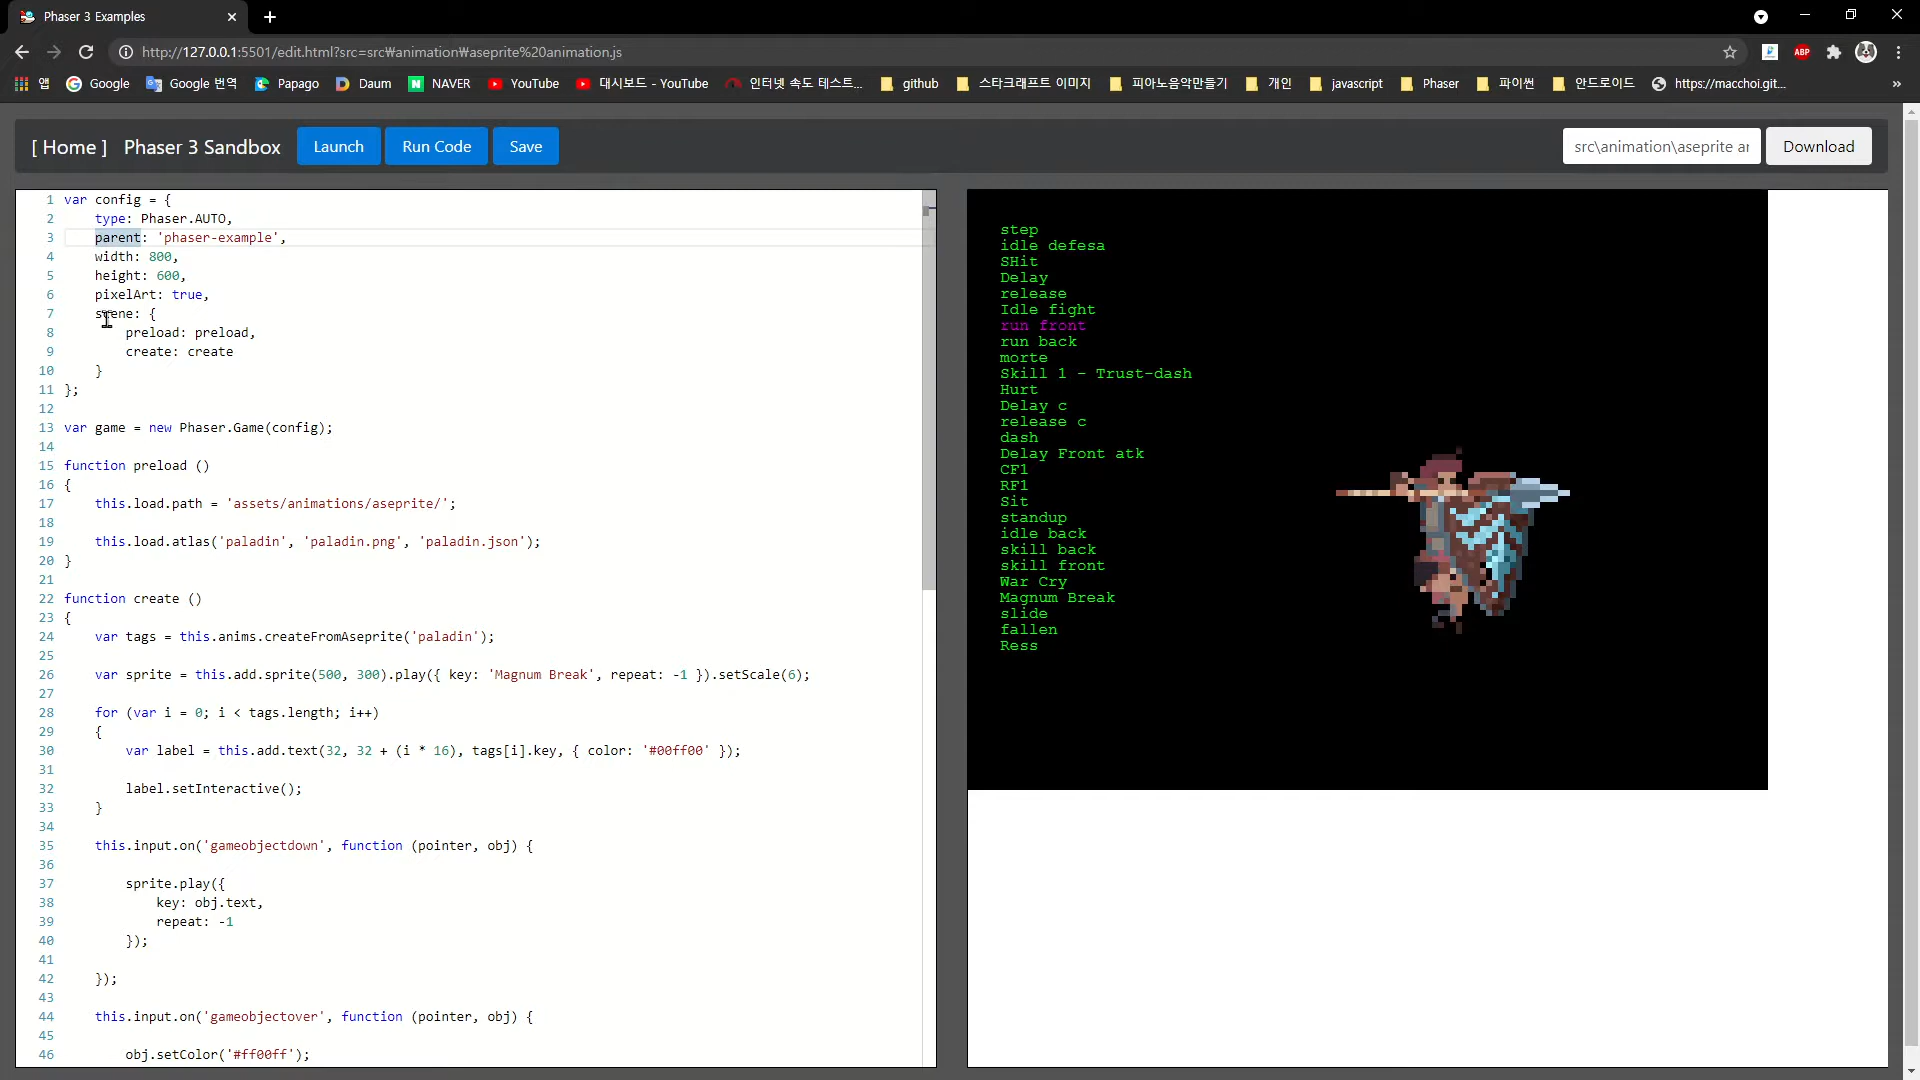 Phaser 3 Examples
http://127.0.0.1:5501/edit.html?src=src₩animation₩aseprite%20animation.js
ABP
앱 Google Google 번역 Papago Daum NAVER YouTube 대시보드 - YouTube 인터넷 속도 테스트... github 스타크래프트 이미지 피아노음악만들기 개인 javascript Phaser 파이썬 안드로이드 https://macchoi.git... »
[ Home ] Phaser 3 Sandbox Launch Run Code Save src\animation\aseprite ar Download
1 var config = {
2 type: Phaser.AUTO,
3 parent: 'phaser-example',
4 width: 800,
5 height: 600,
6 pixelArt: true,
7 scene: {
8 preload: preload,
9 create: create
10 }
11 };
12
13 var game = new Phaser.Game(config);
14
15 function preload ()
16 {
17 this.load.path = 'assets/animations/aseprite/';
18
19 this.load.atlas('paladin', 'paladin.png', 'paladin.json');
20 }
21
22 function create ()
23 {
24 var tags = this.anims.createFromAseprite('paladin');
25
26 var sprite = this.add.sprite(500, 300).play({ key: 'Magnum Break', repeat: -1 }).setScale(6);
27
28 for (var i = 0; i < tags.length; i++)
29 {
30 var label = this.add.text(32, 32 + (i * 16), tags[i].key, { color: '#00ff00' });
31
32 label.setInteractive();
33 }
34
35 this.input.on('gameobjectdown', function (pointer, obj) {
36
37 sprite.play({
38 key: obj.text,
39 repeat: -1
40 });
41
42 });
43
44 this.input.on('gameobjectover', function (pointer, obj) {
45
46 obj.setColor('#ff00ff');
step
idle defesa
SHit
Delay
release
Idle fight
run front
run back
morte
Skill 1 - Trust-dash
Hurt
Delay c
release c
dash
Delay Front atk
CF1
RF1
Sit
standup
idle back
skill back
skill front
War Cry
Magnum Break
slide
fallen
Ress